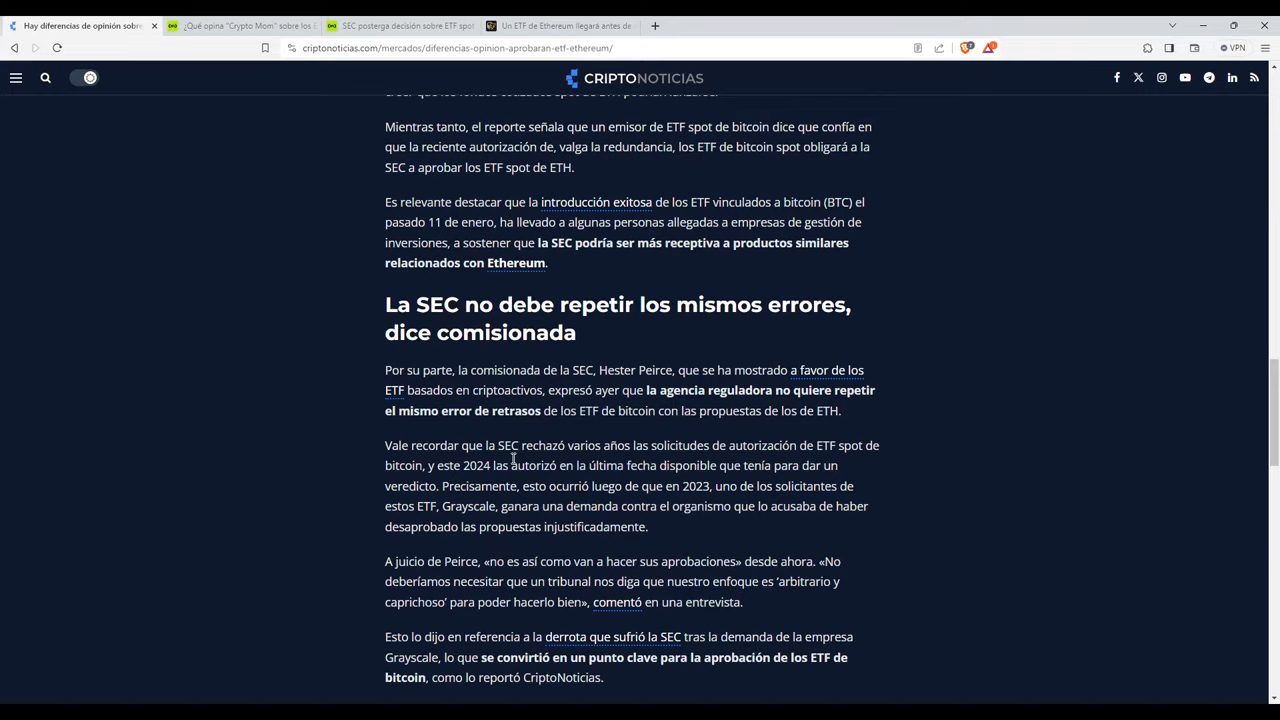 Hay diferencias de opinión sobre
¿Qué opina "Crypto Mom" sobre los E
SEC posterga decisión sobre ETF spot
Un ETF de Ethereum llegará antes de
criptonoticias.com/mercados/diferencias-opinion-aprobaran-etf-ethereum/
VPN
CRIPTONOTICIAS
Mientras tanto, el reporte señala que un emisor de ETF spot de bitcoin dice que confía en
que la reciente autorización de, valga la redundancia, los ETF de bitcoin spot obligará a la
SEC a aprobar los ETF spot de ETH.
Es relevante destacar que la introducción exitosa de los ETF vinculados a bitcoin (BTC) el
pasado 11 de enero, ha llevado a algunas personas allegadas a empresas de gestión de
inversiones, a sostener que la SEC podría ser más receptiva a productos similares
relacionados con Ethereum.
La SEC no debe repetir los mismos errores,
dice comisionada
Por su parte, la comisionada de la SEC, Hester Peirce, que se ha mostrado a favor de los
ETF basados en criptoactivos, expresó ayer que la agencia reguladora no quiere repetir
el mismo error de retrasos de los ETF de bitcoin con las propuestas de los de ETH.
Vale recordar que la SEC rechazó varios años las solicitudes de autorización de ETF spot de
bitcoin, y este 2024 las autorizó en la última fecha disponible que tenía para dar un
veredicto. Precisamente, esto ocurrió luego de que en 2023, uno de los solicitantes de
estos ETF, Grayscale, ganara una demanda contra el organismo que lo acusaba de haber
desaprobado las propuestas injustificadamente.
A juicio de Peirce, «no es así como van a hacer sus aprobaciones» desde ahora. «No
deberíamos necesitar que un tribunal nos diga que nuestro enfoque es 'arbitrario y
caprichoso' para poder hacerlo bien», comentó en una entrevista.
Esto lo dijo en referencia a la derrota que sufrió la SEC tras la demanda de la empresa
Grayscale, lo que se convirtió en un punto clave para la aprobación de los ETF de
bitcoin, como lo reportó CriptoNoticias.